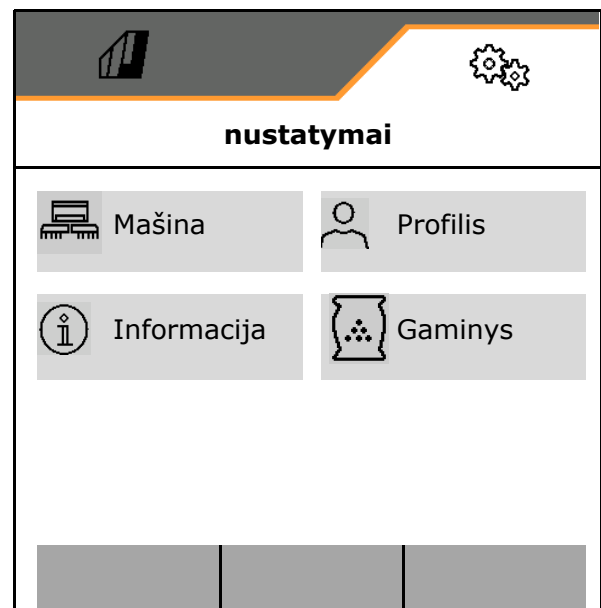 nustatymai
Mašina
Profilis
Informacija
Gaminys